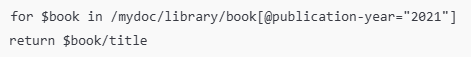 for $book in /mydoc/library/book[@publication-year="2021"]
return $book/title